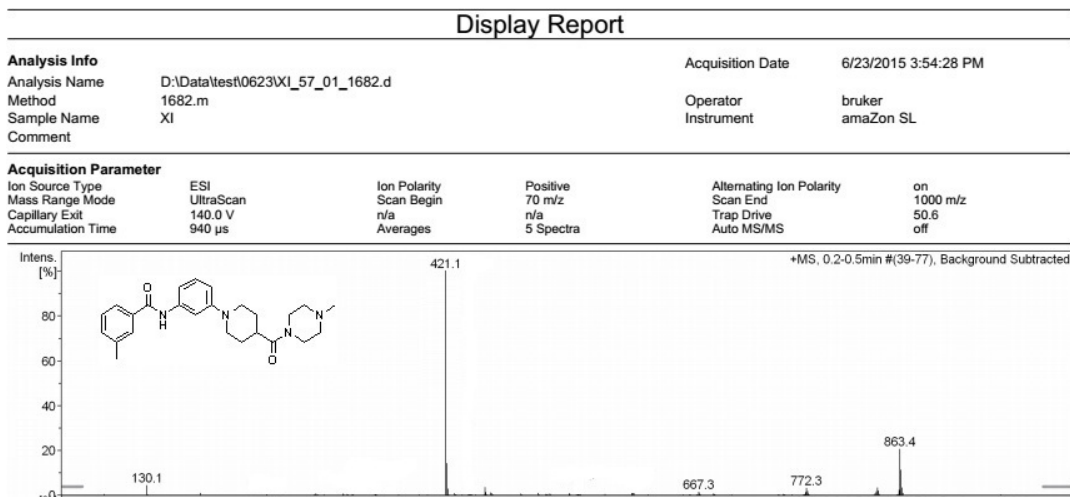 Display Report
Analysis Info
Acquisition Date 6/23/2015 3:54:28 PM
Analysis Name D:\Data\test\0623\XI_57_01_1682.d
Method 1682.m Operator bruker
Sample Name XI Instrument amaZon SL
Comment
Acquisition Parameter
Ion Source Type ESI Ion Polarity Positive Alternating Ion Polarity on
Mass Range Mode UltraScan Scan Begin 70 m/z Scan End 1000 m/z
Capillary Exit 140.0 V n/a n/a Trap Drive 50.6
Accumulation Time 940 µs Averages 5 Spectra Auto MS/MS off
Intens.
[%]
+MS, 0.2-0.5min #(39-77), Background Subtracted
421.1
80
60
40
20
0
O
N
H
N
N
O
N
130.1
667.3
772.3
863.4